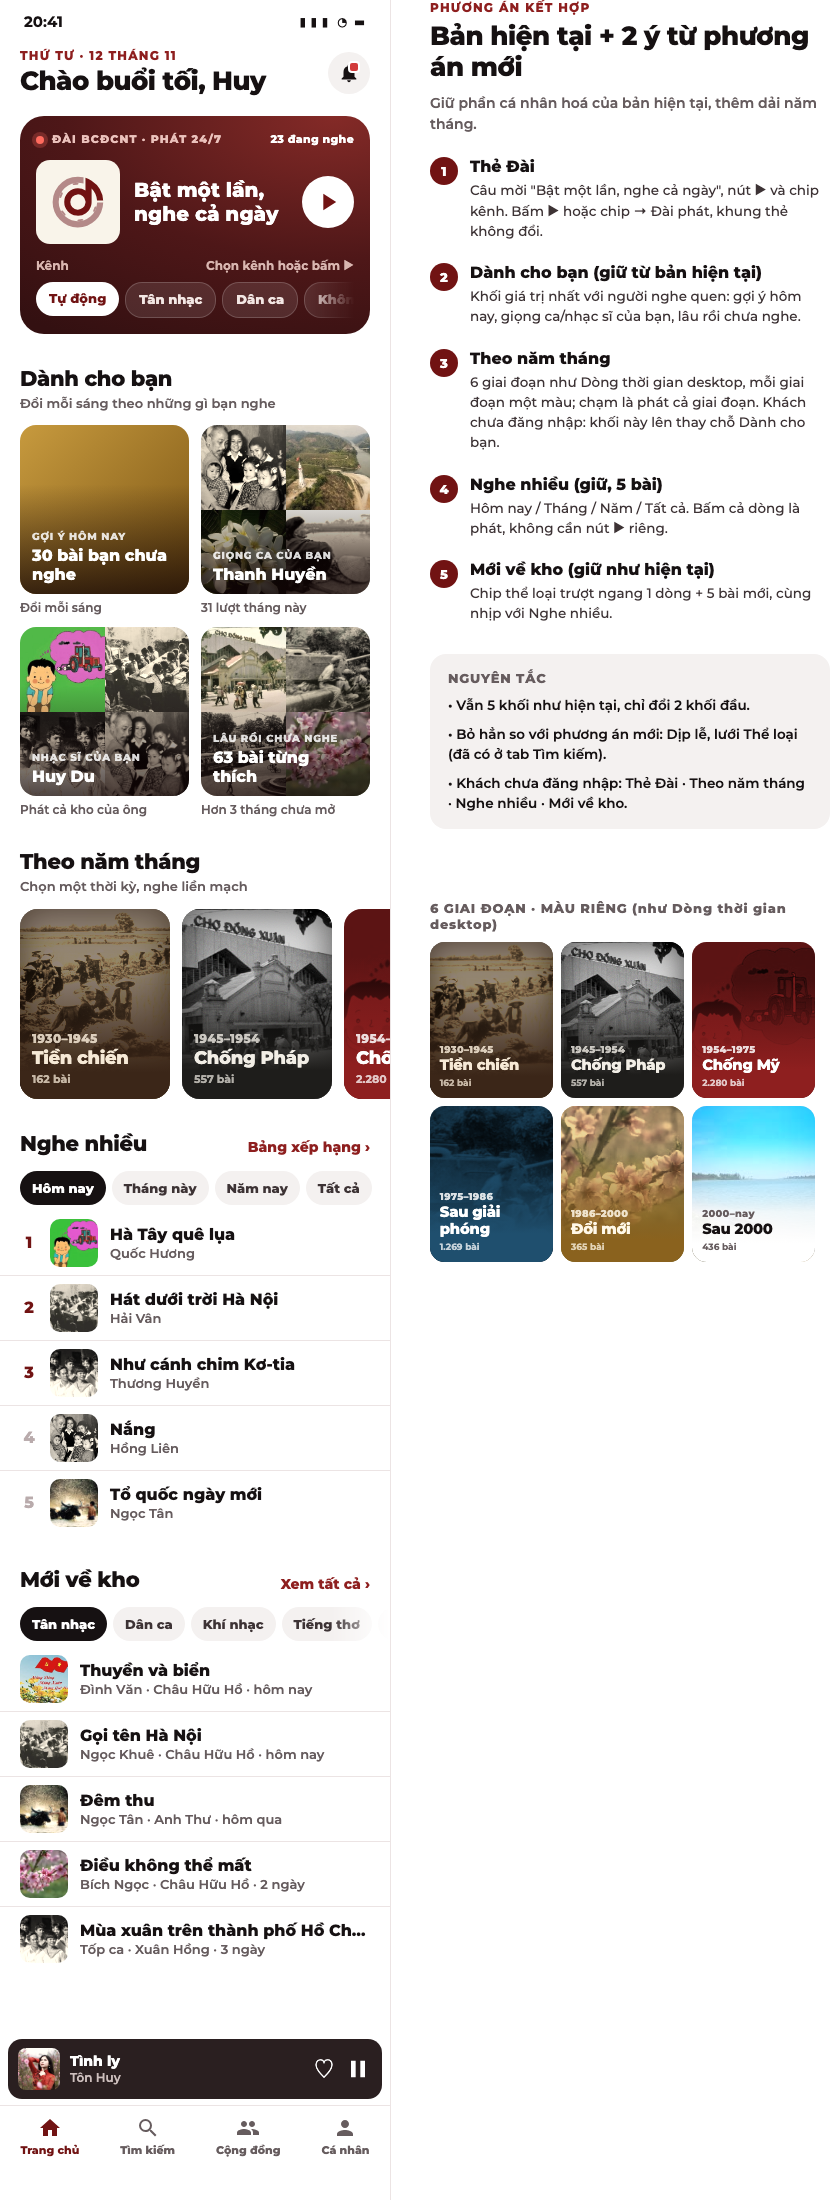 20:41
THỨ TƯ · 12 THÁNG 11
Chào buổi tối, Huy
ĐÀI BCĐCNT · PHÁT 24/7
23 đang nghe
Bật một lần,
nghe cả ngày
Kênh
Chọn kênh hoặc bấm ▶
Tự động
Tân nhạc
Dân ca
Khôn
Dành cho bạn
Đổi mỗi sáng theo những gì bạn nghe
GỢI Ý HÔM NAY
30 bài bạn chưa
nghe
Đổi mỗi sáng
GIỌNG CA CỦA BẠN
Thanh Huyền
31 lượt tháng này
NHẠC SĨ CỦA BẠN
Huy Du
Phát cả kho của ông
LÂU RỒI CHƯA NGHE
63 bài từng
thích
Hơn 3 tháng chưa mở
Theo năm tháng
Chọn một thời kỳ, nghe liền mạch
1930–1945
Tiền chiến
162 bài
CHỢ ĐỒNG XUÂN
1945–1954
Chống Pháp
557 bài
1954–
Chố
2.280
Nghe nhiều
Bảng xếp hạng ›
Hôm nay
Tháng này
Năm nay
Tất cả
1
Hà Tây quê lụa
Quốc Hương
2
Hát dưới trời Hà Nội
Hải Vân
3
Như cánh chim Kơ-tia
Thương Huyền
4
Nắng
Hồng Liên
5
Tổ quốc ngày mới
Ngọc Tân
Mới về kho
Xem tất cả ›
Tân nhạc
Dân ca
Khí nhạc
Tiếng thơ
Thuyền và biển
Đình Văn · Châu Hữu Hồ · hôm nay
Gọi tên Hà Nội
Ngọc Khuê · Châu Hữu Hồ · hôm nay
Đêm thu
Ngọc Tân · Anh Thư · hôm qua
Điều không thể mất
Bích Ngọc · Châu Hữu Hồ · 2 ngày
Mùa xuân trên thành phố Hồ Ch...
Tốp ca · Xuân Hồng · 3 ngày
Tình ly
Tôn Huy
Trang chủ
Tìm kiếm
Cộng đồng
Cá nhân
PHƯƠNG ÁN KẾT HỢP
Bản hiện tại + 2 ý từ phương
án mới
Giữ phần cá nhân hoá của bản hiện tại, thêm dải năm
tháng.
1
Thẻ Đài
Câu mời "Bật một lần, nghe cả ngày", nút ▶ và chip
kênh. Bấm ▶ hoặc chip → Đài phát, khung thẻ
không đổi.
2
Dành cho bạn (giữ từ bản hiện tại)
Khối giá trị nhất với người nghe quen: gợi ý hôm
nay, giọng ca/nhạc sĩ của bạn, lâu rồi chưa nghe.
3
Theo năm tháng
6 giai đoạn như Dòng thời gian desktop, mỗi giai
đoạn một màu; chạm là phát cả giai đoạn. Khách
chưa đăng nhập: khối này lên thay chỗ Dành cho
bạn.
4
Nghe nhiều (giữ, 5 bài)
Hôm nay / Tháng / Năm / Tất cả. Bấm cả dòng là
phát, không cần nút ▶ riêng.
5
Mới về kho (giữ như hiện tại)
Chip thể loại trượt ngang 1 dòng + 5 bài mới, cùng
nhịp với Nghe nhiều.
NGUYÊN TẮC
• Vẫn 5 khối như hiện tại, chỉ đổi 2 khối đầu.
• Bỏ hẳn so với phương án mới: Dịp lễ, lưới Thể loại
(đã có ở tab Tìm kiếm).
• Khách chưa đăng nhập: Thẻ Đài · Theo năm tháng
· Nghe nhiều · Mới về kho.
6 GIAI ĐOẠN · MÀU RIÊNG (như Dòng thời gian
desktop)
1930–1945
Tiền chiến
162 bài
CHỢ ĐỒNG XUÂN
1945–1954
Chống Pháp
557 bài
1954–1975
Chống Mỹ
2.280 bài
1975–1986
Sau giải
phóng
1.269 bài
1986–2000
Đổi mới
365 bài
2000–nay
Sau 2000
436 bài